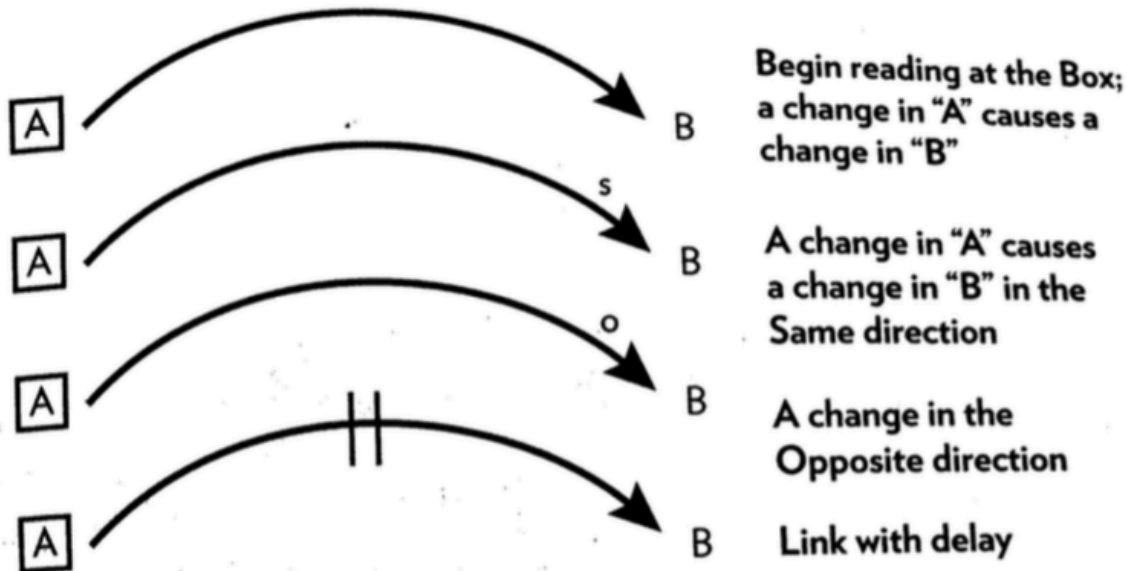 A
B
Begin reading at the Box;
a change in “A” causes a
change in “B”
A
s
B
A change in “A” causes
a change in “B” in the
Same direction
A
o
B
A change in the
Opposite direction
A
B
Link with delay